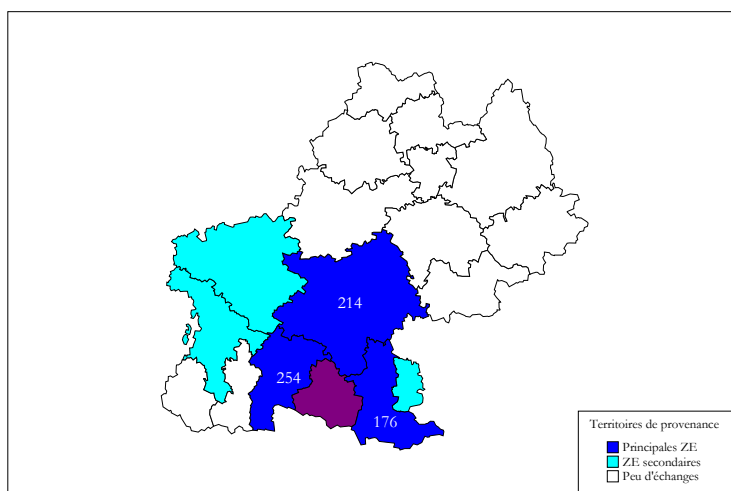 214
254
176
Territoires de provenance
Principales ZE
ZE secondaires
Peu d'échanges